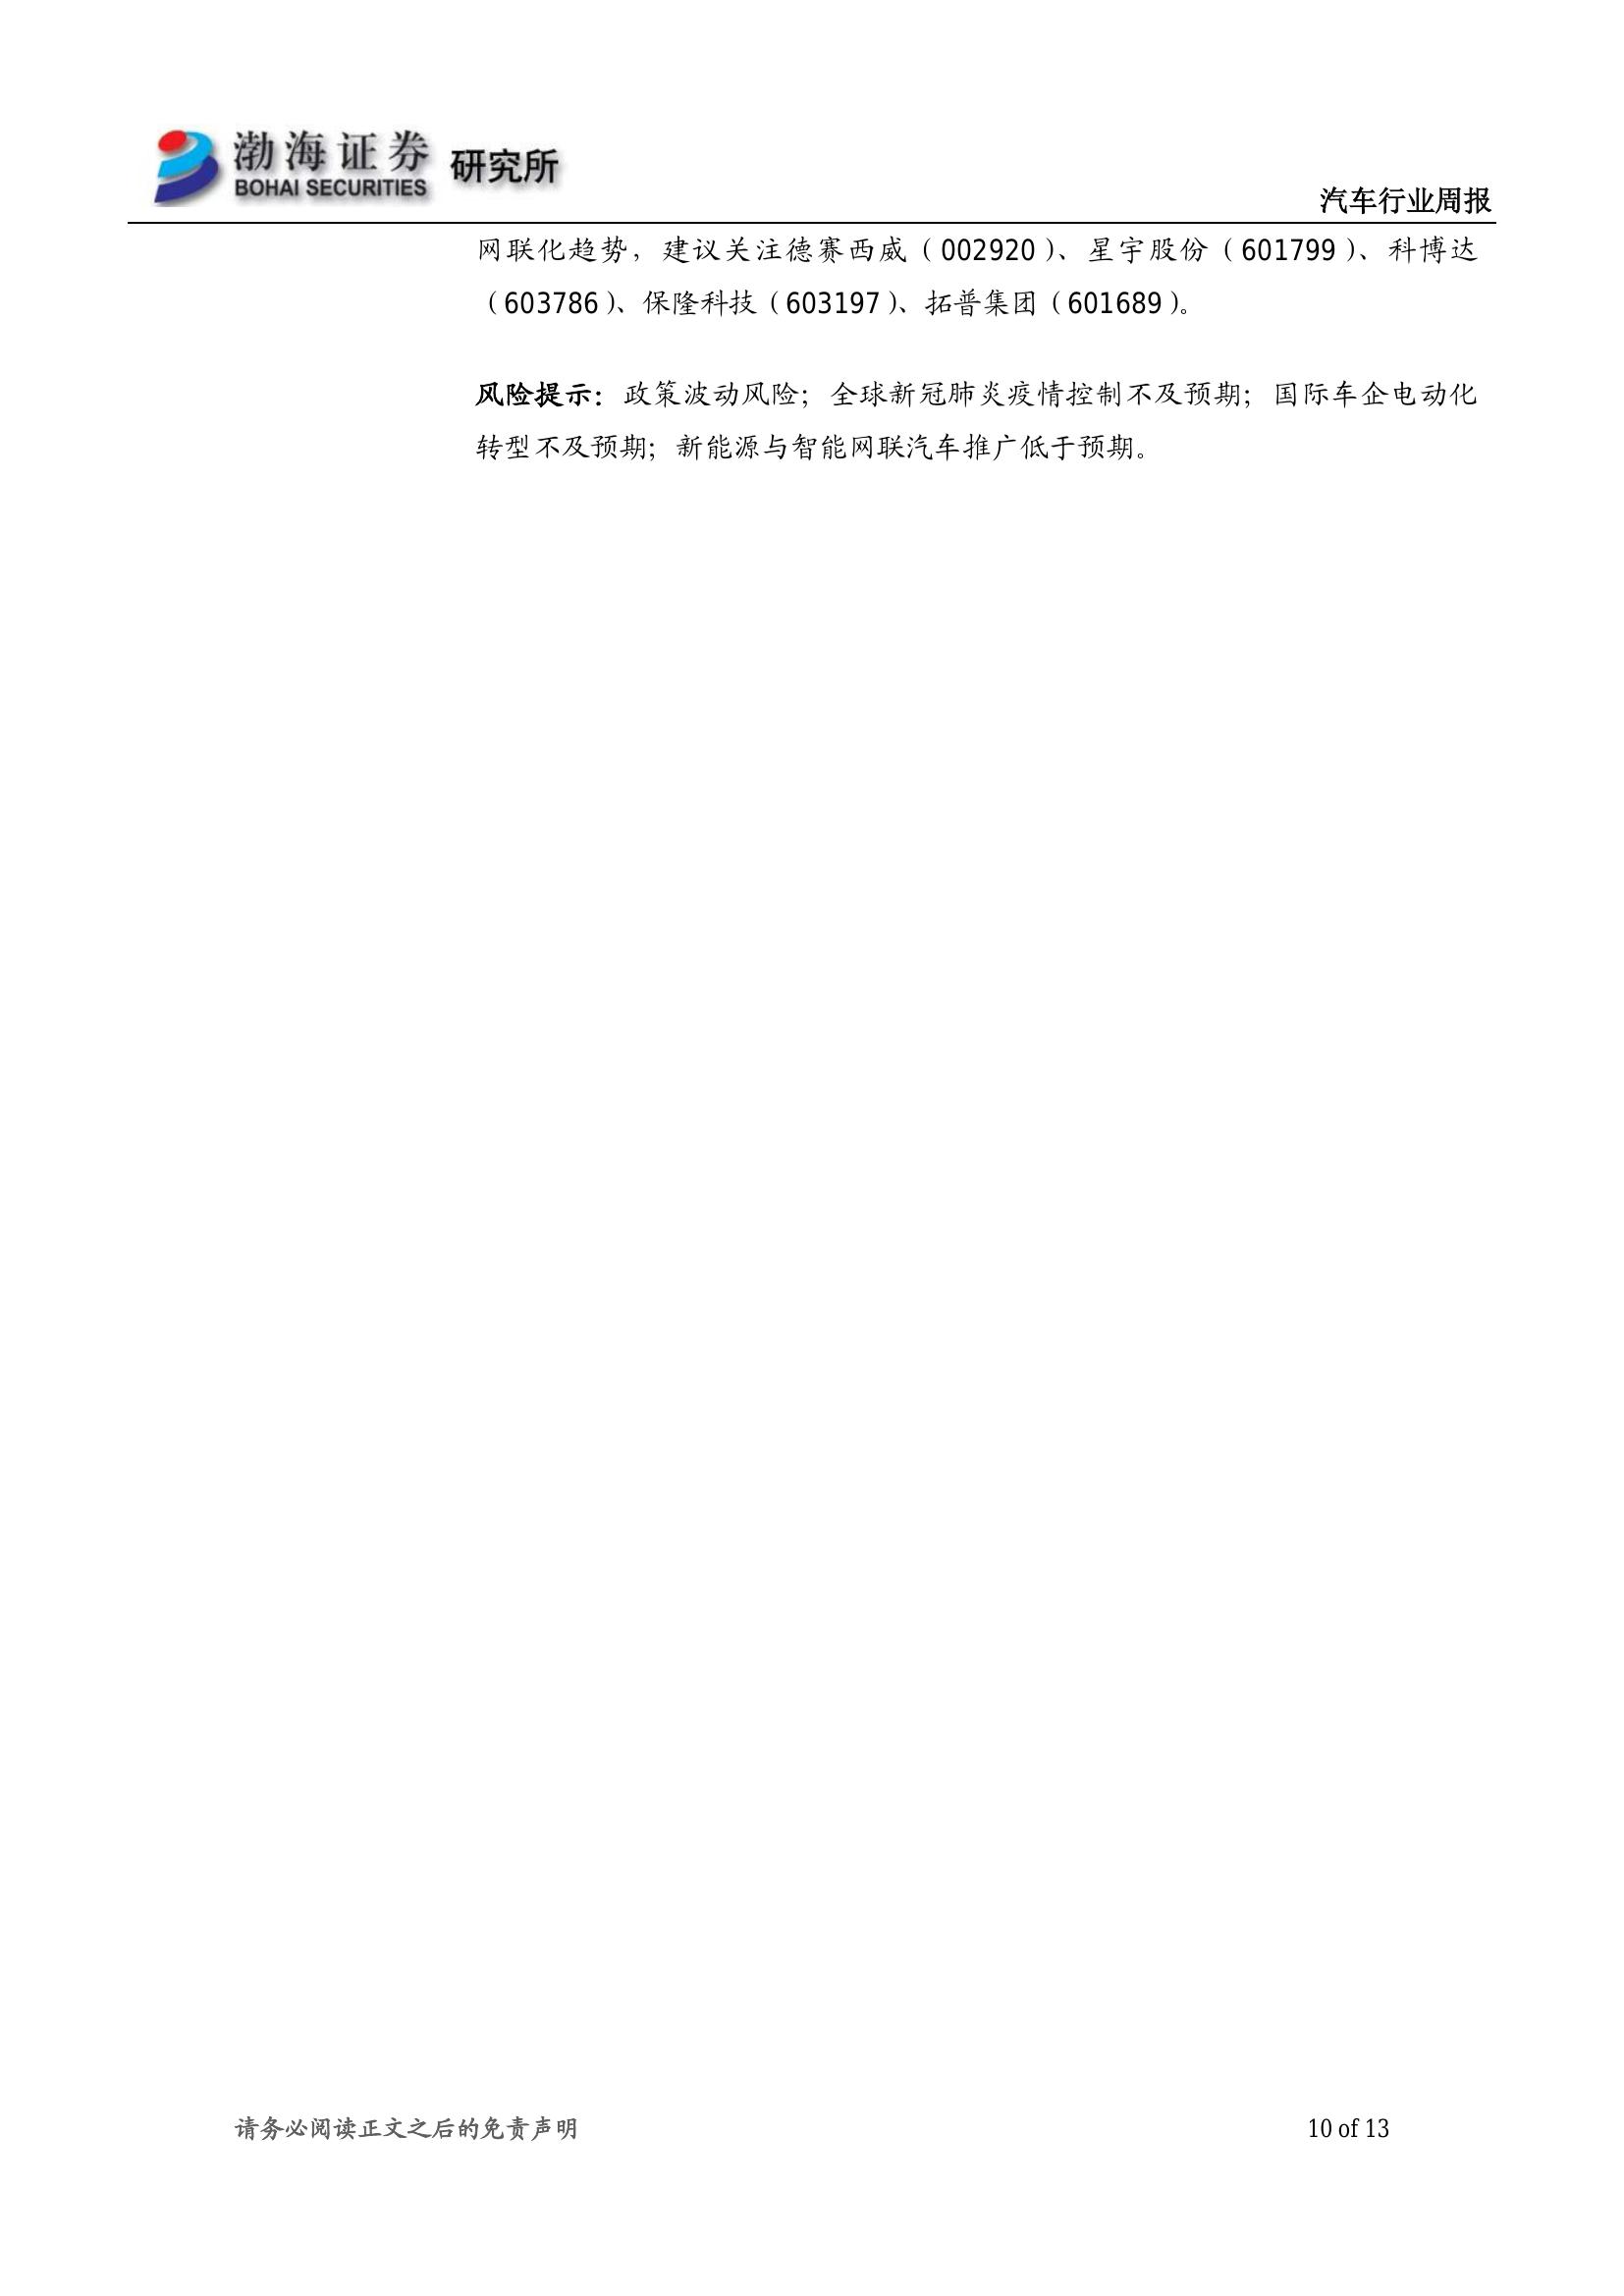 渤海证券 研究所
BOHAI SECURITIES
汽车行业周报
网联化趋势，建议关注德赛西威（002920）、星宇股份（601799）、科博达
（603786）、保隆科技（603197）、拓普集团（601689）。
风险提示：政策波动风险；全球新冠肺炎疫情控制不及预期；国际车企电动化
转型不及预期；新能源与智能网联汽车推广低于预期。
请务必阅读正文之后的免责声明
10 of 13